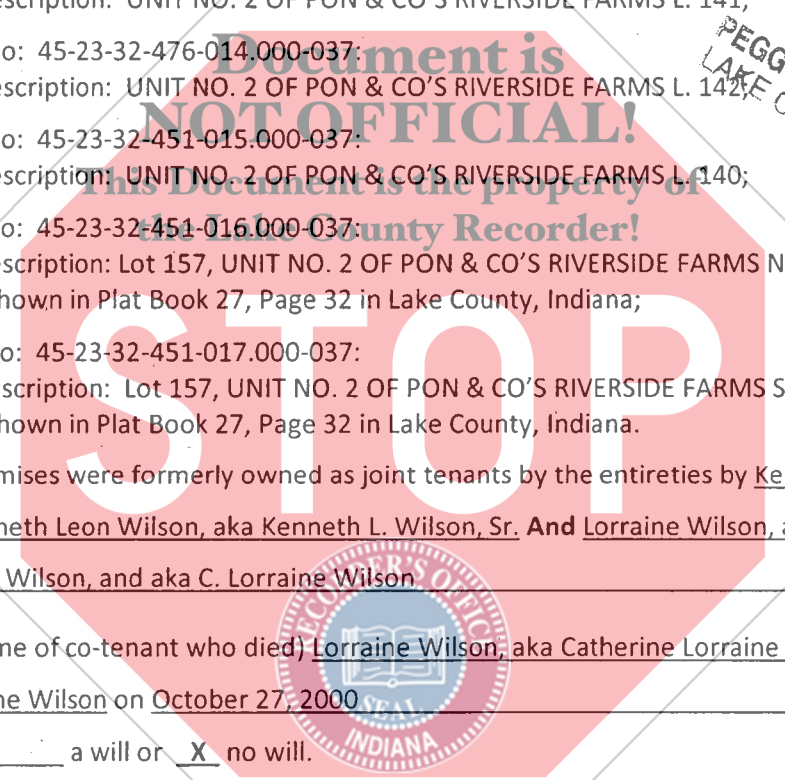 escription: UNIT NO. 2 OF PON & CO'S RIVERSIDE FARMS L. 141;
PEGG
LAKE C
o: 45-23-32-476-014.000-037:
Document is
escription: UNIT NO. 2 OF PON & CO'S RIVERSIDE FARMS L. 142;
NOT OFFICIAL!
o: 45-23-32-451-015.000-037:
escription: UNIT NO. 2 OF PON & CO'S RIVERSIDE FARMS L. 140;
This Document is the property of
o: 45-23-32-451-016.000-037:
the Lake County Recorder!
escription: Lot 157, UNIT NO. 2 OF PON & CO'S RIVERSIDE FARMS N
hown in Plat Book 27, Page 32 in Lake County, Indiana;
STOP
o: 45-23-32-451-017.000-037:
scription: Lot 157, UNIT NO. 2 OF PON & CO'S RIVERSIDE FARMS S
hown in Plat Book 27, Page 32 in Lake County, Indiana.
mises were formerly owned as joint tenants by the entireties by Ke
neth Leon Wilson, aka Kenneth L. Wilson, Sr. And Lorraine Wilson, a
Wilson, and aka C. Lorraine Wilson
RECORDER'S OFFICE
me of co-tenant who died) Lorraine Wilson, aka Catherine Lorraine
ne Wilson on October 27, 2000
SEAL
INDIANA
a will or X no will.